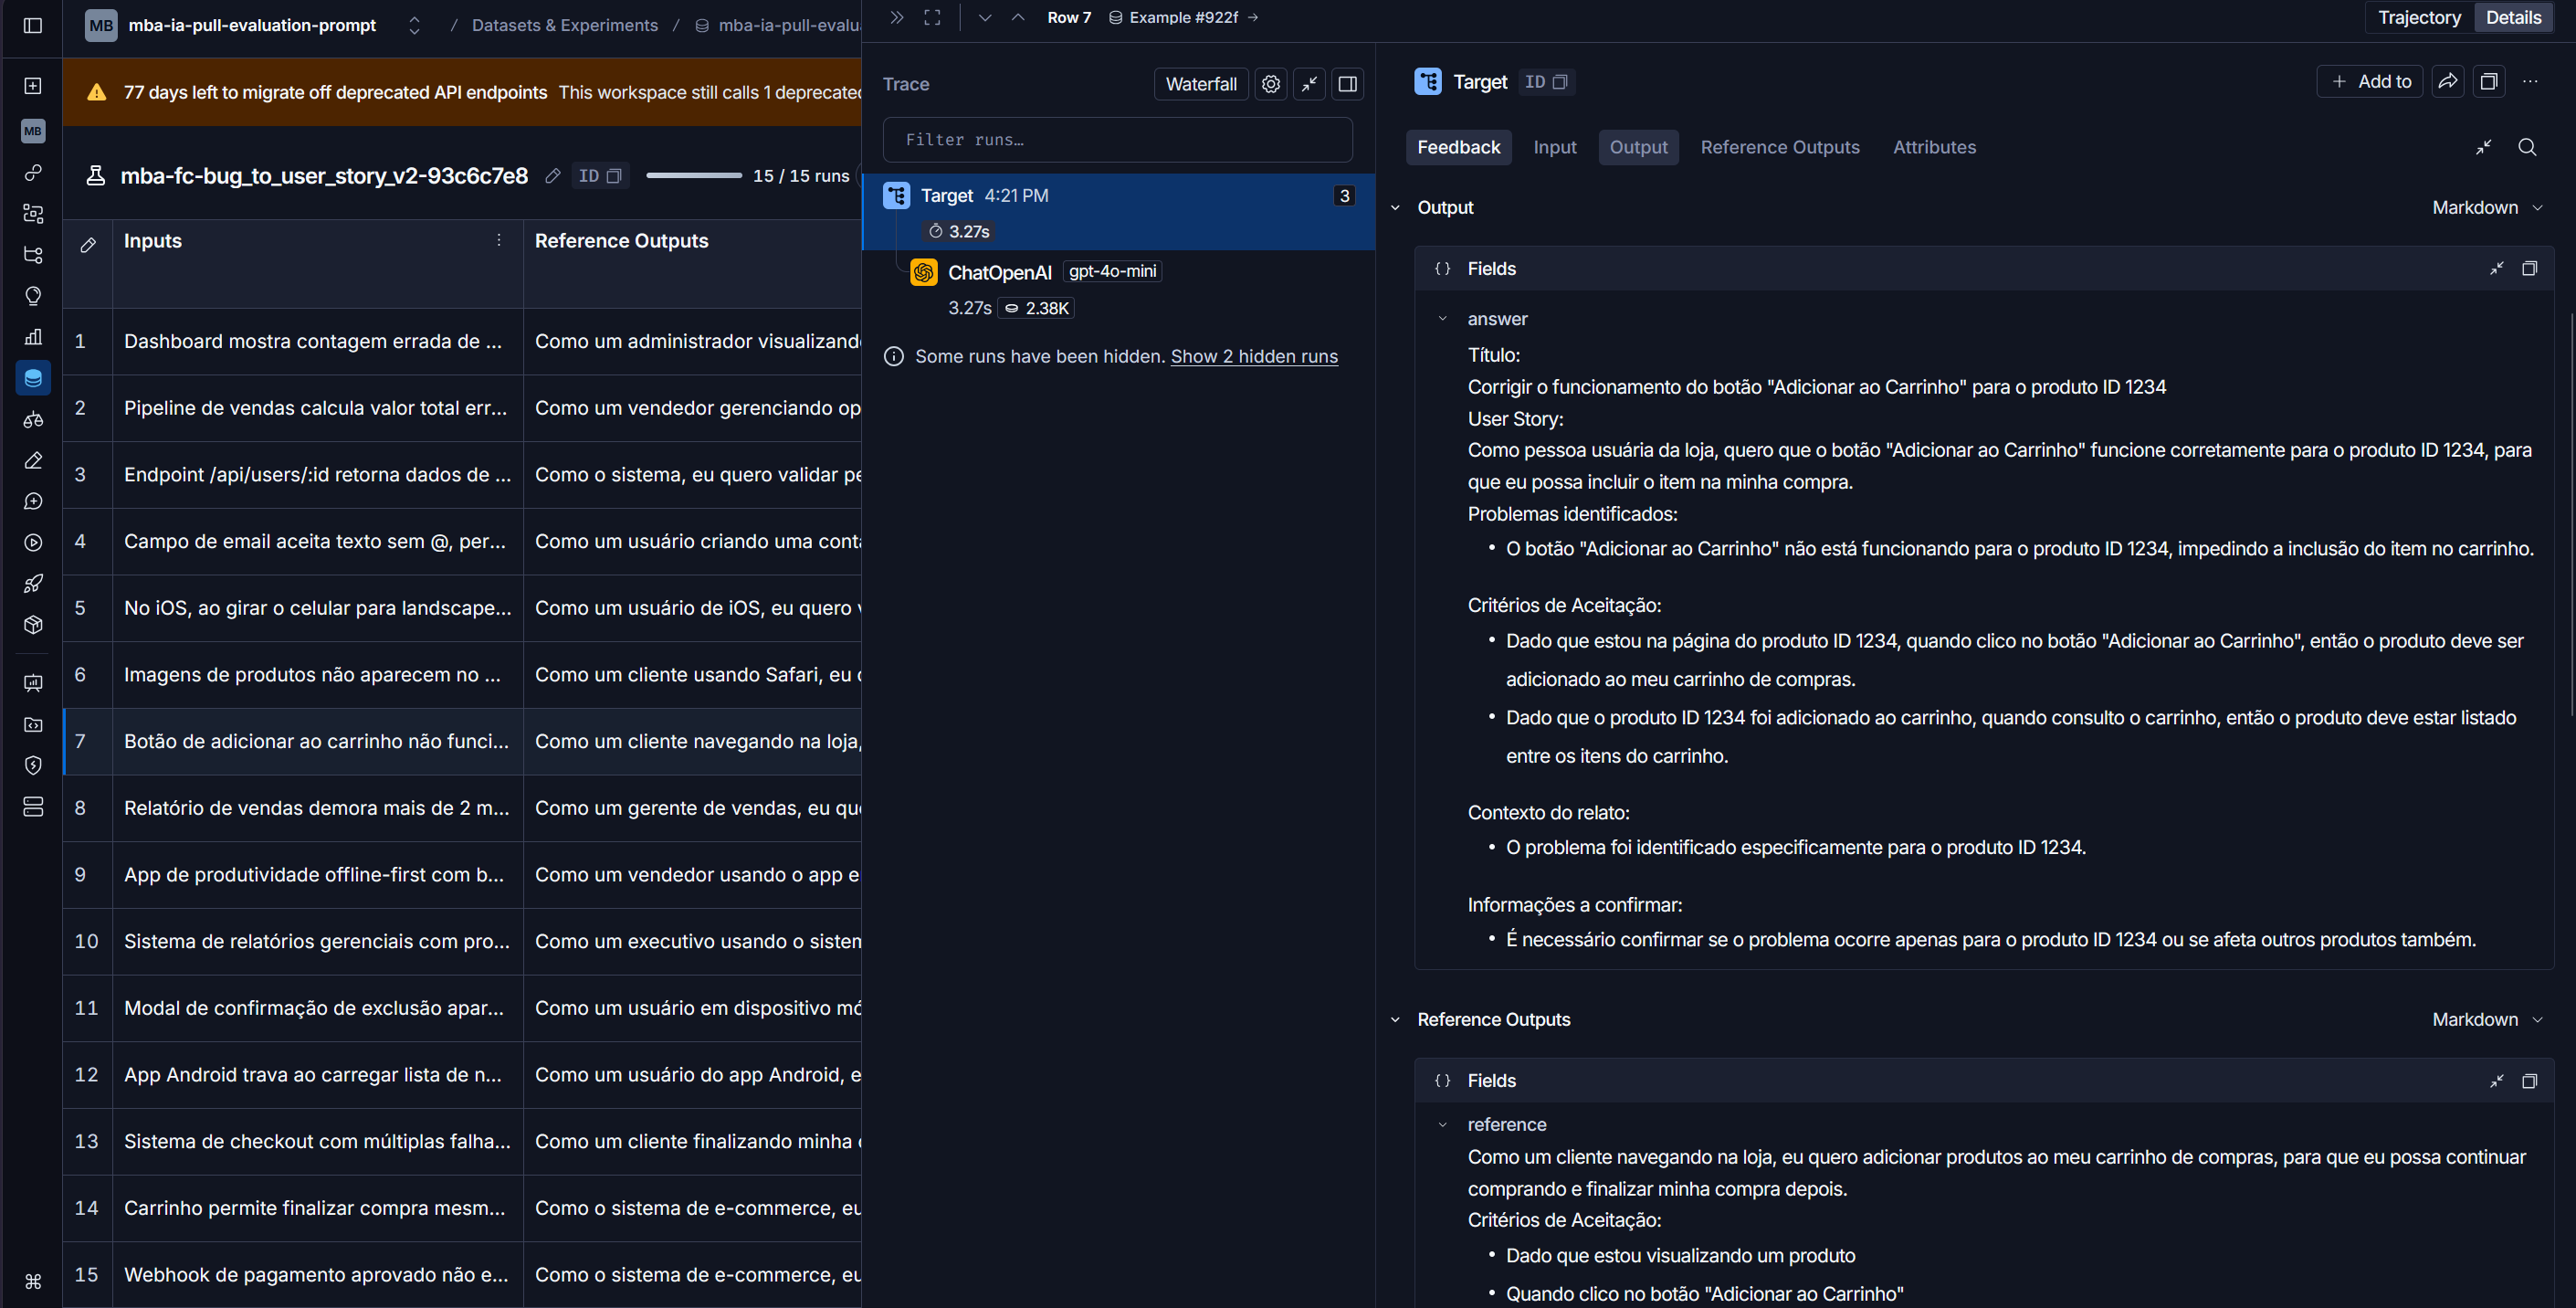 MB mba-ia-pull-evaluation-prompt / Datasets & Experiments / mba-ia-pull-evalua
77 days left to migrate off deprecated API endpoints This workspace still calls 1 deprecated
MB
mba-fc-bug_to_user_story_v2-93c6c7e8 ID 15 / 15 runs
Inputs Reference Outputs
1 Dashboard mostra contagem errada de ... Como um administrador visualizando
2 Pipeline de vendas calcula valor total err... Como um vendedor gerenciando op
3 Endpoint /api/users/:id retorna dados de ... Como o sistema, eu quero validar pe
4 Campo de email aceita texto sem @, per... Como um usuário criando uma conta
5 No iOS, ao girar o celular para landscape... Como um usuário de iOS, eu quero v
6 Imagens de produtos não aparecem no ... Como um cliente usando Safari, eu
7 Botão de adicionar ao carrinho não funci... Como um cliente navegando na loja,
8 Relatório de vendas demora mais de 2 m... Como um gerente de vendas, eu que
9 App de produtividade offline-first com b... Como um vendedor usando o app e
10 Sistema de relatórios gerenciais com pro... Como um executivo usando o sistem
11 Modal de confirmação de exclusão apar... Como um usuário em dispositivo mó
12 App Android trava ao carregar lista de n... Como um usuário do app Android, e
13 Sistema de checkout com múltiplas falha... Como um cliente finalizando minha
14 Carrinho permite finalizar compra mesm... Como o sistema de e-commerce, eu
15 Webhook de pagamento aprovado não e... Como o sistema de e-commerce, eu
Row 7 Example #922f →
Trajectory Details
Trace Waterfall
Filter runs…
Target 4:21 PM 3
3.27s
ChatOpenAI gpt-4o-mini
3.27s 2.38K
Some runs have been hidden. Show 2 hidden runs
Target ID
+ Add to
Feedback Input Output Reference Outputs Attributes
Output Markdown
{} Fields
answer
Título:
Corrigir o funcionamento do botão "Adicionar ao Carrinho" para o produto ID 1234
User Story:
Como pessoa usuária da loja, quero que o botão "Adicionar ao Carrinho" funcione corretamente para o produto ID 1234, para
que eu possa incluir o item na minha compra.
Problemas identificados:
• O botão "Adicionar ao Carrinho" não está funcionando para o produto ID 1234, impedindo a inclusão do item no carrinho.
Critérios de Aceitação:
• Dado que estou na página do produto ID 1234, quando clico no botão "Adicionar ao Carrinho", então o produto deve ser
adicionado ao meu carrinho de compras.
• Dado que o produto ID 1234 foi adicionado ao carrinho, quando consulto o carrinho, então o produto deve estar listado
entre os itens do carrinho.
Contexto do relato:
• O problema foi identificado especificamente para o produto ID 1234.
Informações a confirmar:
• É necessário confirmar se o problema ocorre apenas para o produto ID 1234 ou se afeta outros produtos também.
Reference Outputs Markdown
{} Fields
reference
Como um cliente navegando na loja, eu quero adicionar produtos ao meu carrinho de compras, para que eu possa continuar
comprando e finalizar minha compra depois.
Critérios de Aceitação:
• Dado que estou visualizando um produto
• Quando clico no botão "Adicionar ao Carrinho"